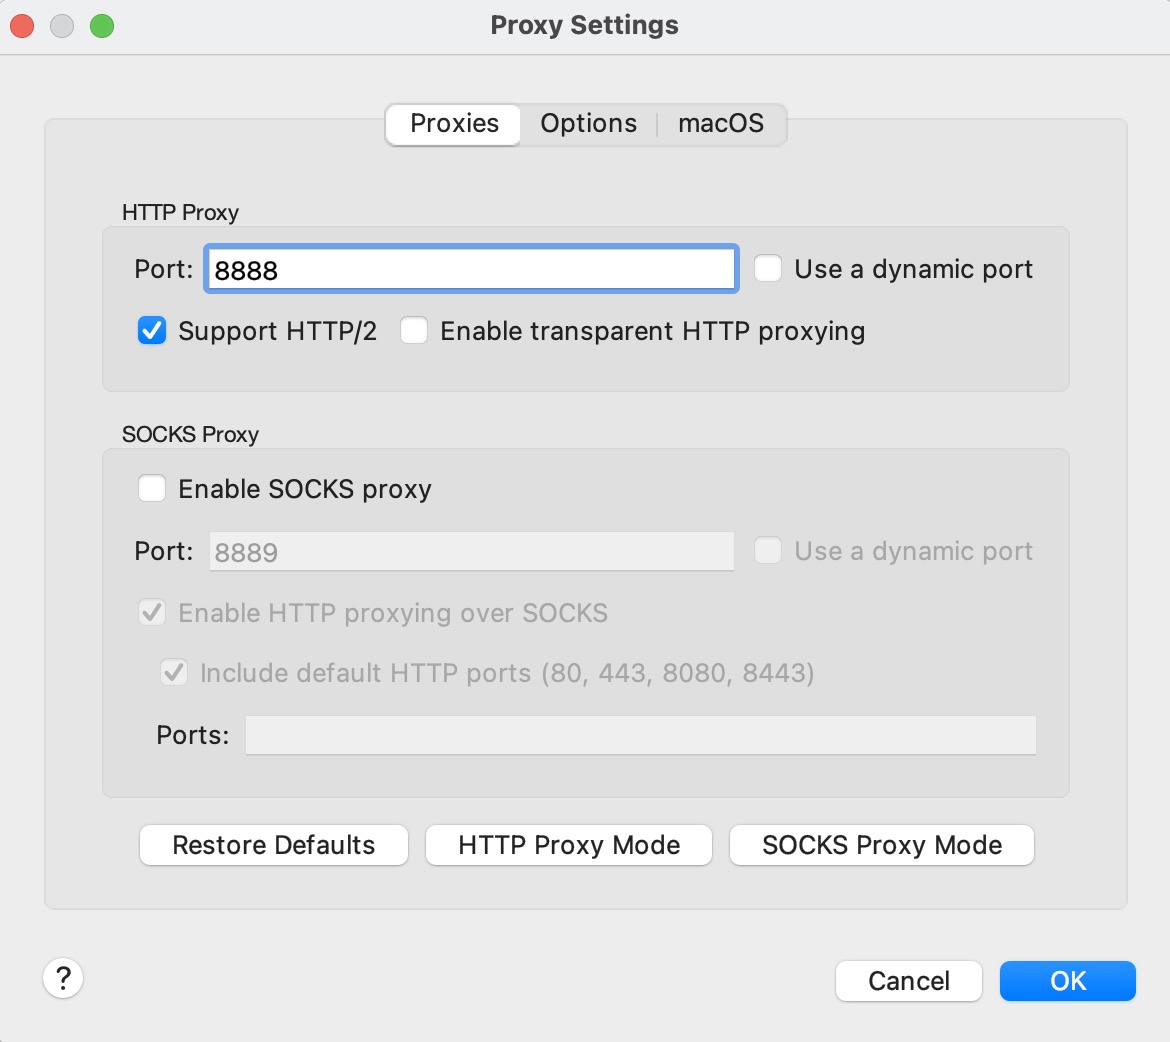 Proxy Settings
Proxies Options macOS
HTTP Proxy
Port: 8888 Use a dynamic port
Support HTTP/2 Enable transparent HTTP proxying
SOCKS Proxy
Enable SOCKS proxy
Port: 8889 Use a dynamic port
Enable HTTP proxying over SOCKS
Include default HTTP ports (80, 443, 8080, 8443)
Ports:
Restore Defaults HTTP Proxy Mode SOCKS Proxy Mode
? Cancel OK